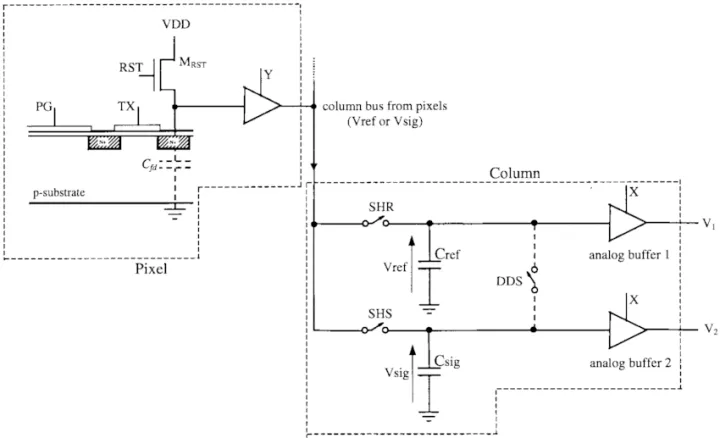 VDD
RST
MRST
Y
PG
TX
column bus from pixels
(Vref or Vsig)
Cfd
p-substrate
Pixel
Column
SHR
X
V1
Cref
Vref
analog buffer 1
DDS
SHS
X
V2
Csig
Vsig
analog buffer 2